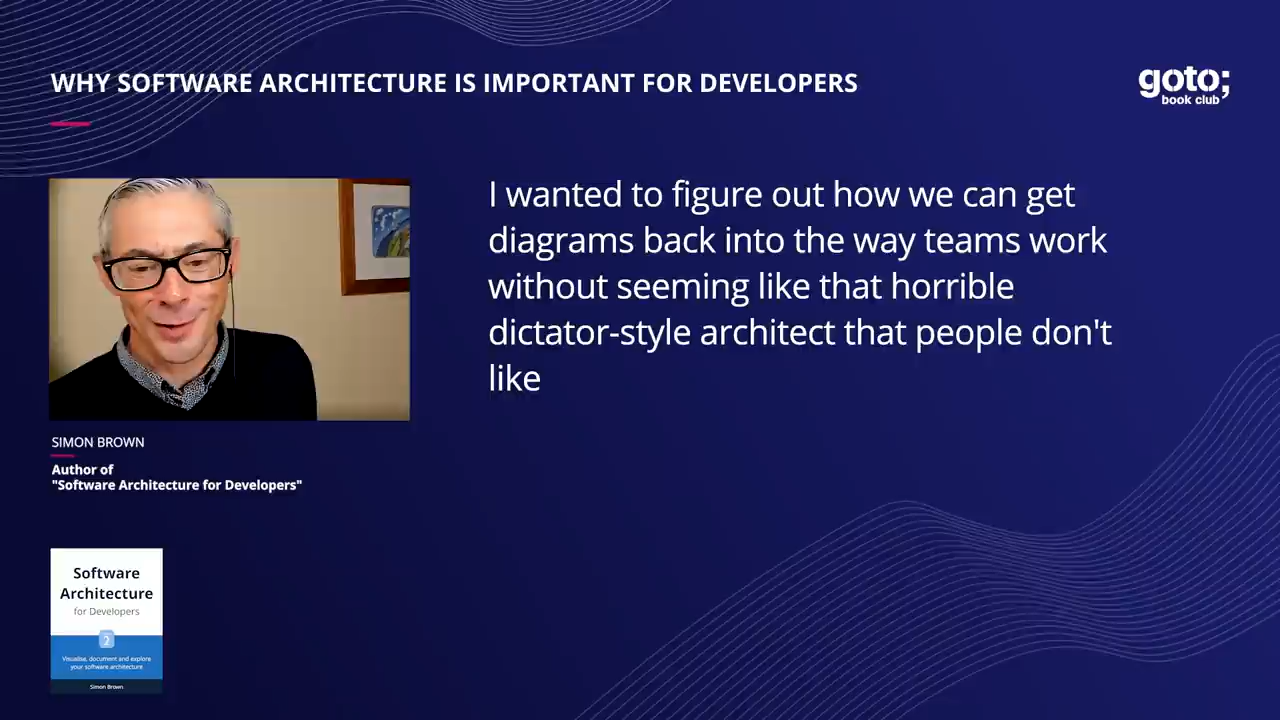 WHY SOFTWARE ARCHITECTURE IS IMPORTANT FOR DEVELOPERS
goto;
book club
I wanted to figure out how we can get
diagrams back into the way teams work
without seeming like that horrible
dictator-style architect that people don't
like
SIMON BROWN
Author of
"Software Architecture for Developers"
Software
Architecture
for Developers
2
Visualise, document and explore
your software architecture
Simon Brown